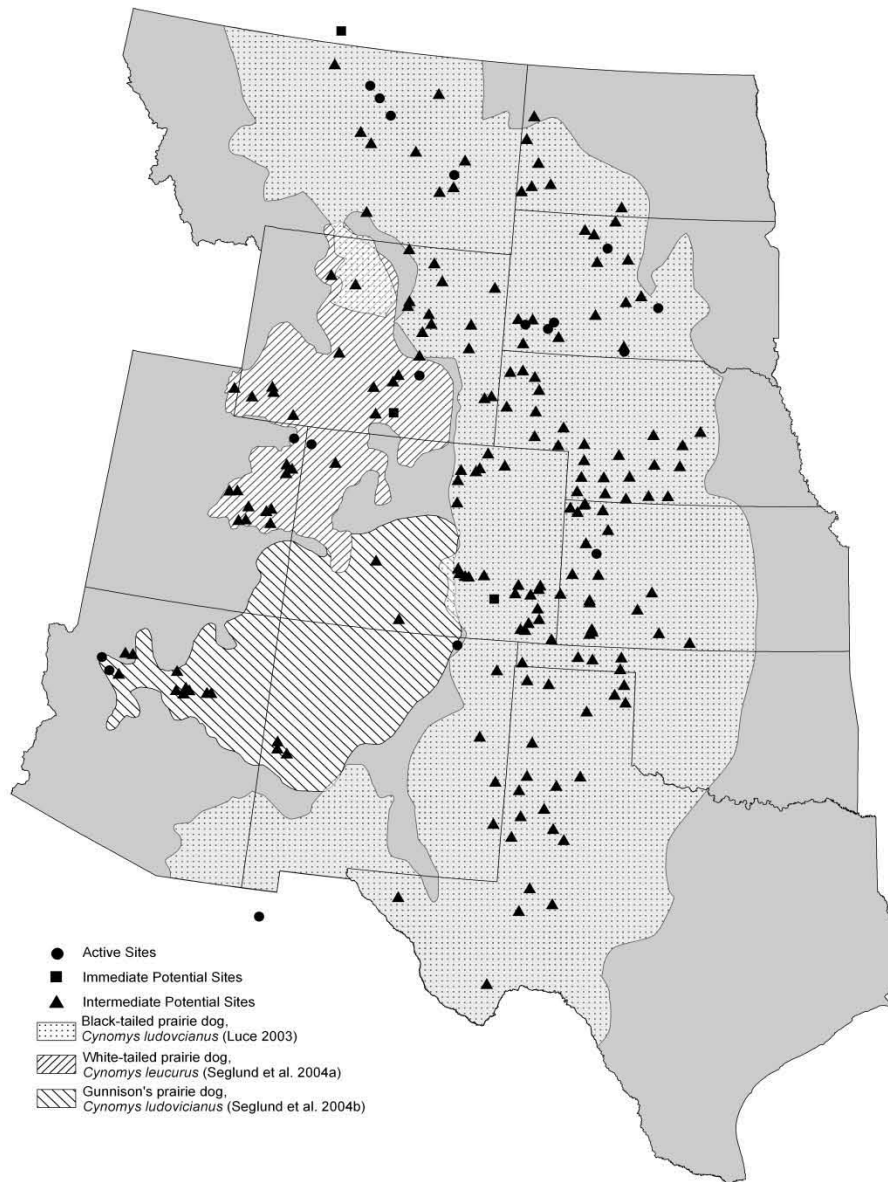 Active Sites
Immediate Potential Sites
Intermediate Potential Sites
Black-tailed prairie dog,
Cynomys ludovcianus (Luce 2003)
White-tailed prairie dog,
Cynomys leucurus (Seglund et al. 2004a)
Gunnison's prairie dog,
Cynomys ludovicianus (Seglund et al. 2004b)